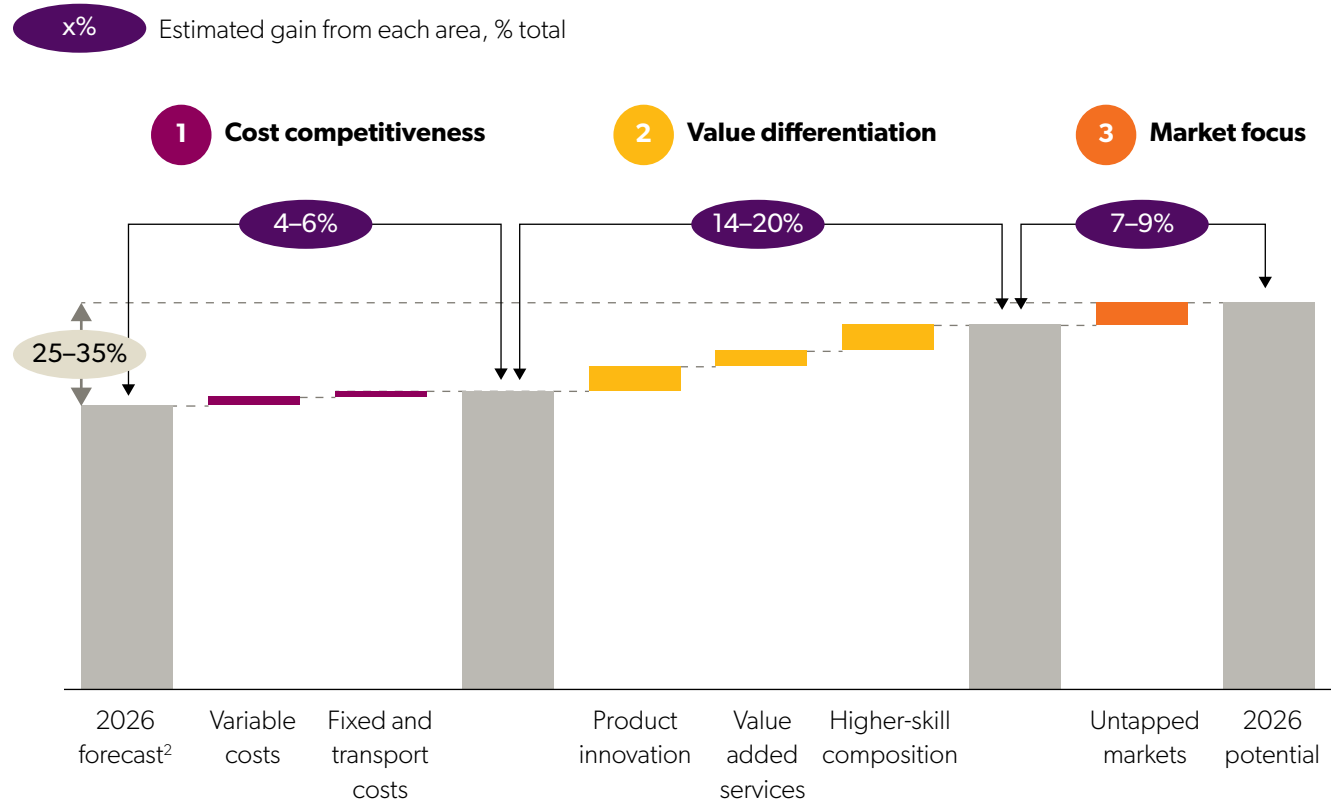 x% Estimated gain from each area, % total
1 Cost competitiveness
2 Value differentiation
3 Market focus
4–6%
14–20%
7–9%
25–35%
2026
forecast²
Variable
costs
Fixed and
transport
costs
Product
innovation
Value
added
services
Higher-skill
composition
Untapped
markets
2026
potential